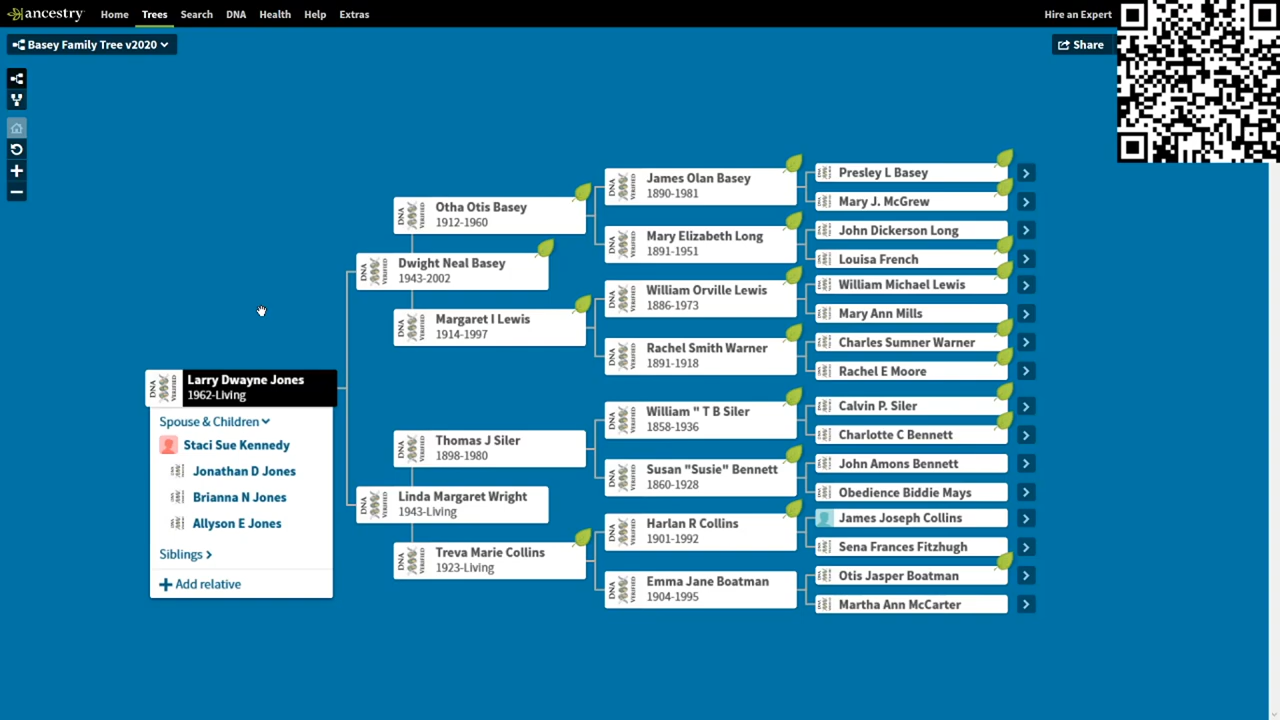 ancestry Home Trees Search DNA Health Help Extras Hire an Expert
Basey Family Tree v2020
Share
Larry Dwayne Jones
1962-Living
Spouse & Children
Staci Sue Kennedy
Jonathan D Jones
Brianna N Jones
Allyson E Jones
Siblings
Add relative
Dwight Neal Basey
1943-2002
Linda Margaret Wright
1943-Living
Otha Otis Basey
1912-1960
Margaret I Lewis
1914-1997
Thomas J Siler
1898-1980
Treva Marie Collins
1923-Living
James Olan Basey
1890-1981
Mary Elizabeth Long
1891-1951
William Orville Lewis
1886-1973
Rachel Smith Warner
1891-1918
William " T B Siler
1858-1936
Susan "Susie" Bennett
1860-1928
Harlan R Collins
1901-1992
Emma Jane Boatman
1904-1995
Presley L Basey
Mary J. McGrew
John Dickerson Long
Louisa French
William Michael Lewis
Mary Ann Mills
Charles Sumner Warner
Rachel E Moore
Calvin P. Siler
Charlotte C Bennett
John Amons Bennett
Obedience Biddie Mays
James Joseph Collins
Sena Frances Fitzhugh
Otis Jasper Boatman
Martha Ann McCarter